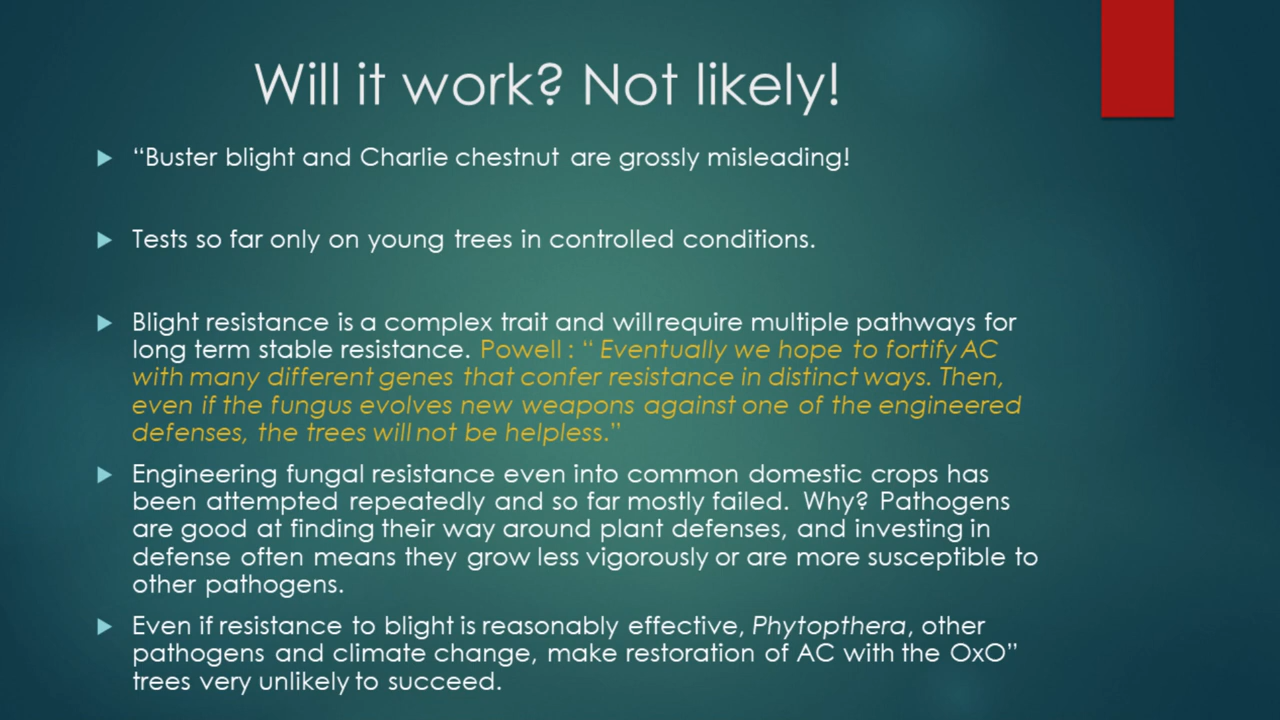 Will it work? Not likely!
“Buster blight and Charlie chestnut are grossly misleading!
Tests so far only on young trees in controlled conditions.
Blight resistance is a complex trait and will require multiple pathways for
long term stable resistance. Powell : “ Eventually we hope to fortify AC
with many different genes that confer resistance in distinct ways. Then,
even if the fungus evolves new weapons against one of the engineered
defenses, the trees will not be helpless.”
Engineering fungal resistance even into common domestic crops has
been attempted repeatedly and so far mostly failed. Why? Pathogens
are good at finding their way around plant defenses, and investing in
defense often means they grow less vigorously or are more susceptible to
other pathogens.
Even if resistance to blight is reasonably effective, Phytopthera, other
pathogens and climate change, make restoration of AC with the OxO”
trees very unlikely to succeed.